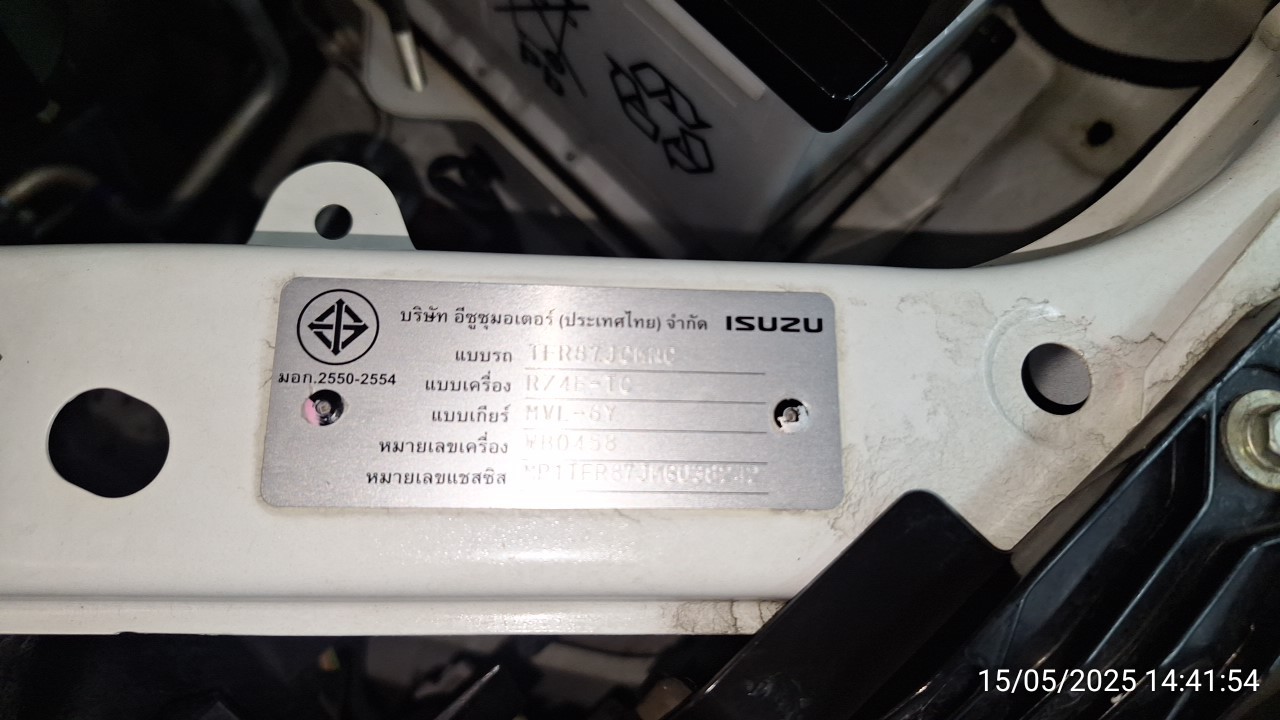 บริษัท อีซูซุมอเตอร์ (ประเทศไทย) จำกัด ISUZU
มอก.2550-2554
แบบรถ
แบบเครื่อง RZ4E-TC
แบบเกียร์ MVL-6Y
หมายเลขเครื่อง
หมายเลขแชสซิส
15/05/2025 14:41:54